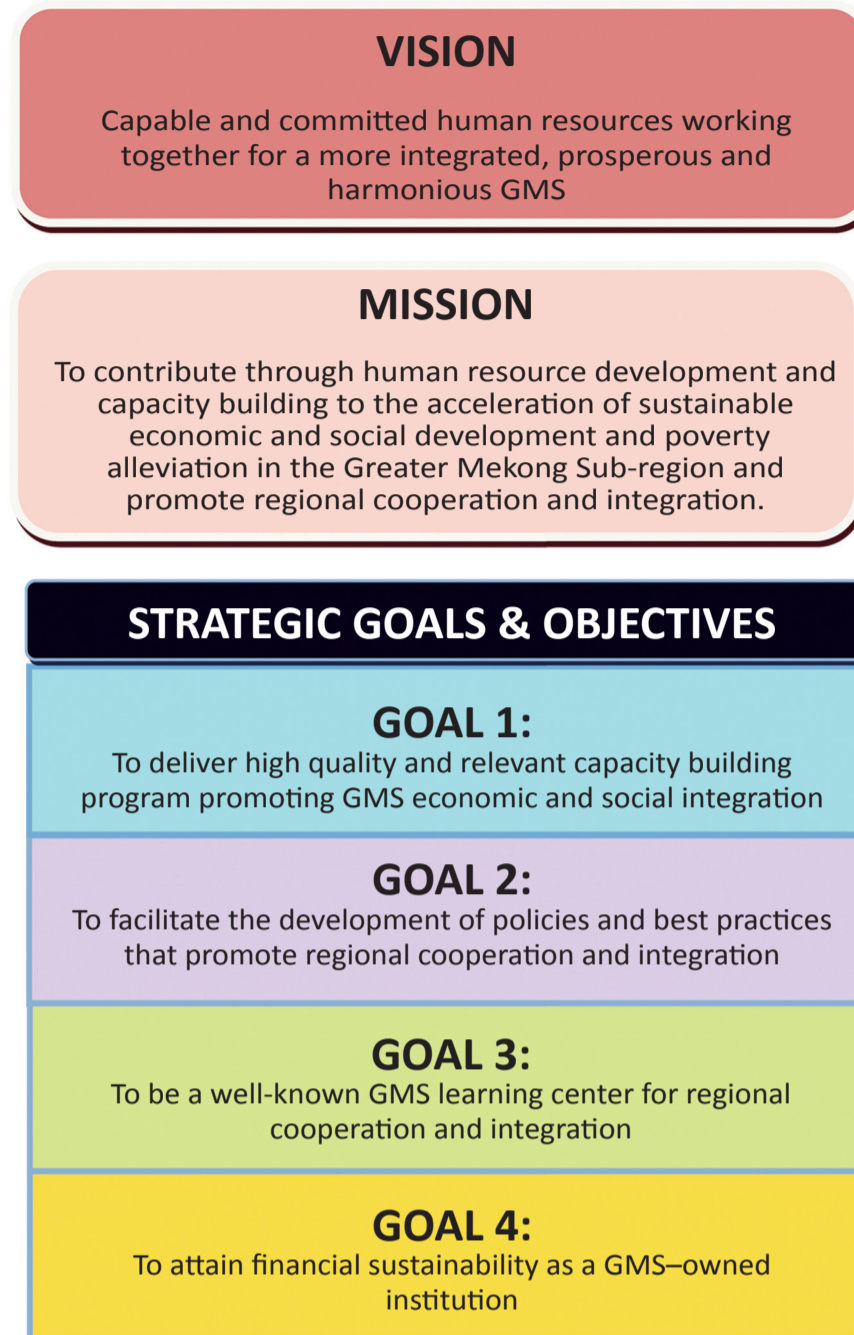 VISION
Capable and committed human resources working
together for a more integrated, prosperous and
harmonious GMS
MISSION
To contribute through human resource development and
capacity building to the acceleration of sustainable
economic and social development and poverty
alleviation in the Greater Mekong Sub-region and
promote regional cooperation and integration.
STRATEGIC GOALS & OBJECTIVES
GOAL 1:
To deliver high quality and relevant capacity building
program promoting GMS economic and social integration
GOAL 2:
To facilitate the development of policies and best practices
that promote regional cooperation and integration
GOAL 3:
To be a well-known GMS learning center for regional
cooperation and integration
GOAL 4:
To attain financial sustainability as a GMS–owned
institution